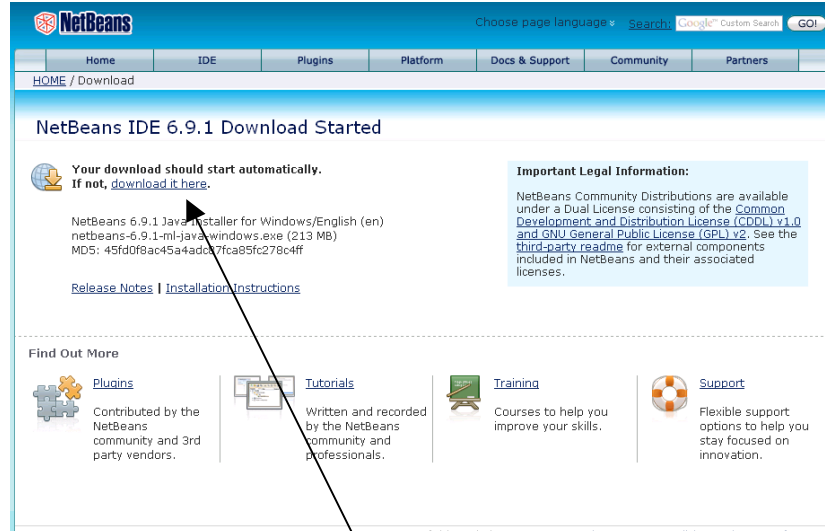 NetBeans
Choose page language
Search:
Google™ Custom Search
GO!
Home
IDE
Plugins
Platform
Docs & Support
Community
Partners
HOME / Download
NetBeans IDE 6.9.1 Download Started
Your download should start automatically.
If not, download it here.
NetBeans 6.9.1 Java Installer for Windows/English (en)
netbeans-6.9.1-ml-java-windows.exe (213 MB)
MD5:
Release Notes | Installation Instructions
Important Legal Information:
NetBeans Community Distributions are available
under a Dual License consisting of the Common
Development and Distribution License (CDDL) v1.0
and GNU General Public License (GPL) v2. See the
third-party readme for external components
included in NetBeans and their associated
licenses.
Find Out More
Plugins
Contributed by the
NetBeans
community and 3rd
party vendors.
Tutorials
Written and recorded
by the NetBeans
community and
professionals.
Training
Courses to help you
improve your skills.
Support
Flexible support
options to help you
stay focused on
innovation.